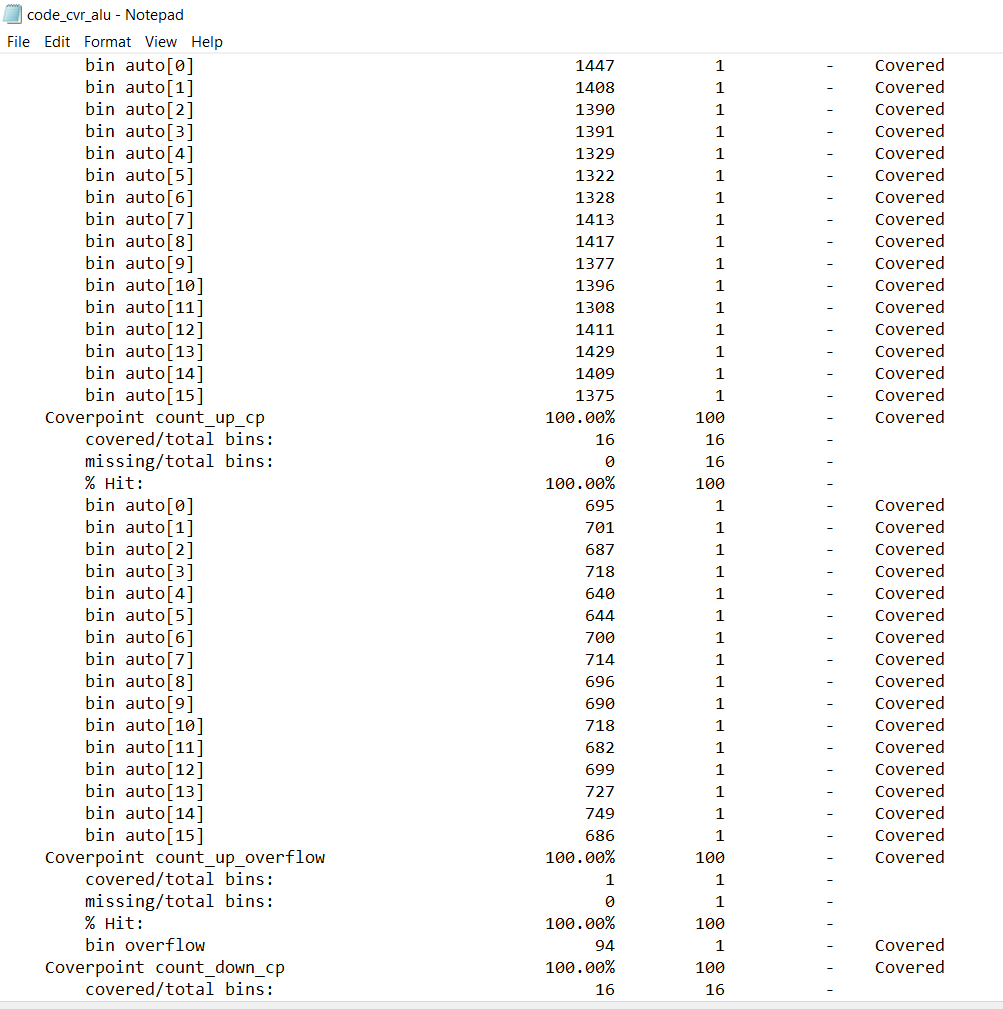 code_cvr_alu - Notepad
File Edit Format View Help
bin auto[0] 1447 1 - Covered
bin auto[1] 1408 1 - Covered
bin auto[2] 1390 1 - Covered
bin auto[3] 1391 1 - Covered
bin auto[4] 1329 1 - Covered
bin auto[5] 1322 1 - Covered
bin auto[6] 1328 1 - Covered
bin auto[7] 1413 1 - Covered
bin auto[8] 1417 1 - Covered
bin auto[9] 1377 1 - Covered
bin auto[10] 1396 1 - Covered
bin auto[11] 1308 1 - Covered
bin auto[12] 1411 1 - Covered
bin auto[13] 1429 1 - Covered
bin auto[14] 1409 1 - Covered
bin auto[15] 1375 1 - Covered
Coverpoint count_up_cp 100.00% 100 - Covered
covered/total bins: 16 16 -
missing/total bins: 0 16 -
% Hit: 100.00% 100 -
bin auto[0] 695 1 - Covered
bin auto[1] 701 1 - Covered
bin auto[2] 687 1 - Covered
bin auto[3] 718 1 - Covered
bin auto[4] 640 1 - Covered
bin auto[5] 644 1 - Covered
bin auto[6] 700 1 - Covered
bin auto[7] 714 1 - Covered
bin auto[8] 696 1 - Covered
bin auto[9] 690 1 - Covered
bin auto[10] 718 1 - Covered
bin auto[11] 682 1 - Covered
bin auto[12] 699 1 - Covered
bin auto[13] 727 1 - Covered
bin auto[14] 749 1 - Covered
bin auto[15] 686 1 - Covered
Coverpoint count_up_overflow 100.00% 100 - Covered
covered/total bins: 1 1 -
missing/total bins: 0 1 -
% Hit: 100.00% 100 -
bin overflow 94 1 - Covered
Coverpoint count_down_cp 100.00% 100 - Covered
covered/total bins: 16 16 -